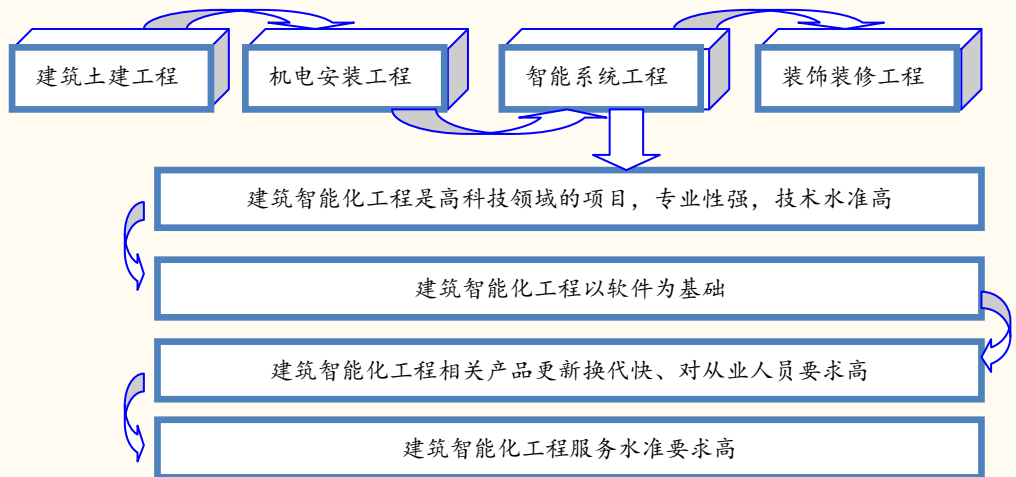 建筑土建工程
机电安装工程
智能系统工程
装饰装修工程
建筑智能化工程是高科技领域的项目，专业性强，技术水准高
建筑智能化工程以软件为基础
建筑智能化工程相关产品更新换代快、对从业人员要求高
建筑智能化工程服务水准要求高